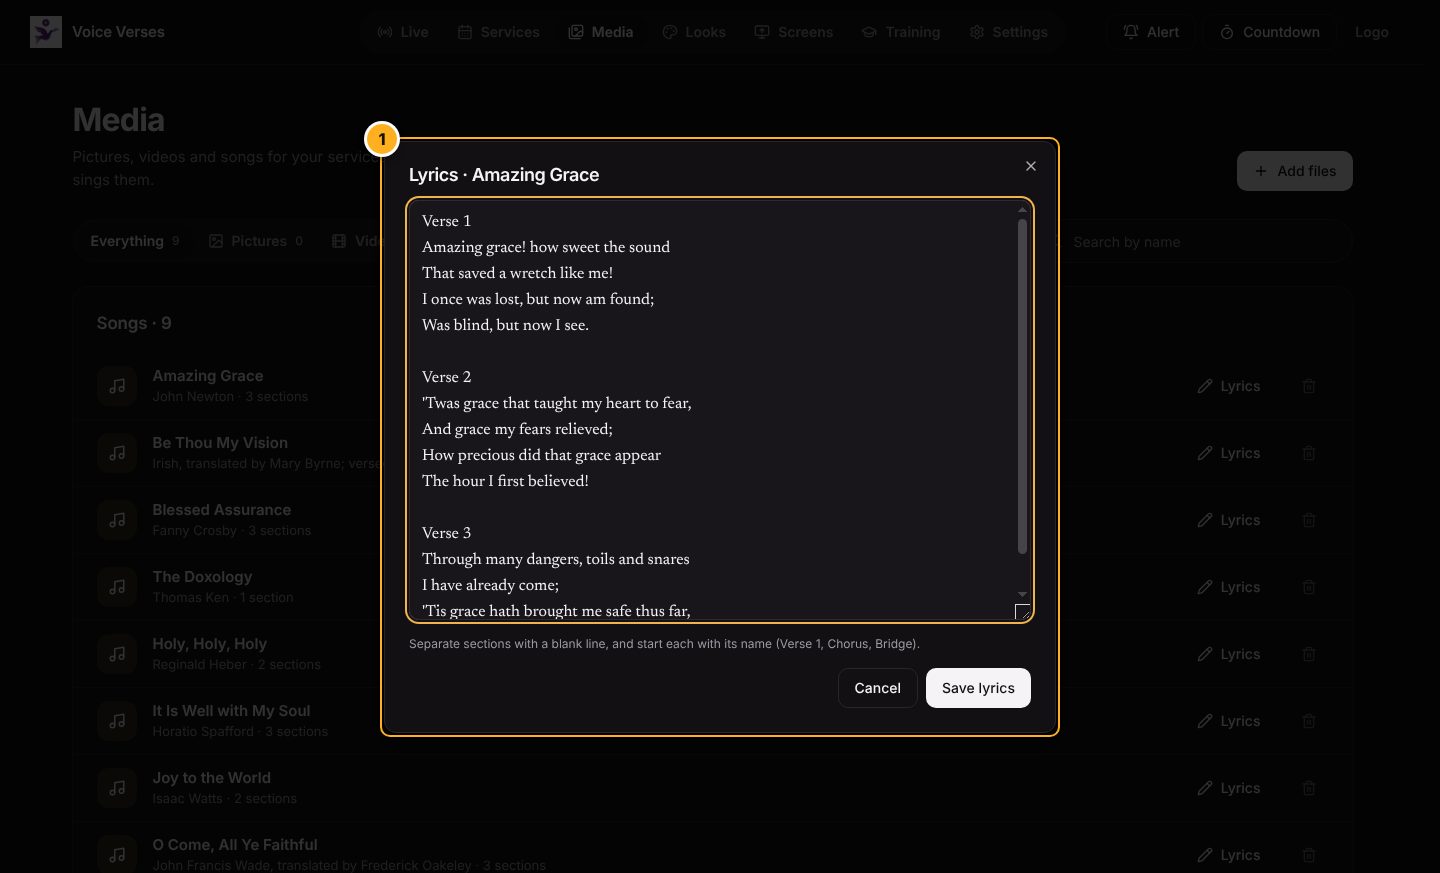 Voice Verses
Live
Services
Media
Looks
Screens
Training
Settings
Alert
Countdown
Logo
Media
Pictures, videos and songs for your
sings them.
Add files
Everything 9
Pictures 0
Search by name
Songs · 9
Amazing Grace
John Newton · 3 sections
Lyrics
Be Thou My Vision
Irish, translated by Mary Byrne;
Lyrics
Blessed Assurance
Fanny Crosby · 3 sections
Lyrics
The Doxology
Thomas Ken · 1 section
Lyrics
Holy, Holy, Holy
Reginald Heber · 2 sections
Lyrics
It Is Well with My Soul
Horatio Spafford · 3 sections
Lyrics
Joy to the World
Isaac Watts · 2 sections
Lyrics
O Come, All Ye Faithful
John Francis Wade, translated by Frederick Oakeley · 3 sections
Lyrics
1
Lyrics · Amazing Grace
Verse 1
Amazing grace! how sweet the sound
That saved a wretch like me!
I once was lost, but now am found;
Was blind, but now I see.
Verse 2
'Twas grace that taught my heart to fear,
And grace my fears relieved;
How precious did that grace appear
The hour I first believed!
Verse 3
Through many dangers, toils and snares
I have already come;
'Tis grace hath brought me safe thus far,
Separate sections with a blank line, and start each with its name (Verse 1, Chorus, Bridge).
Cancel
Save lyrics